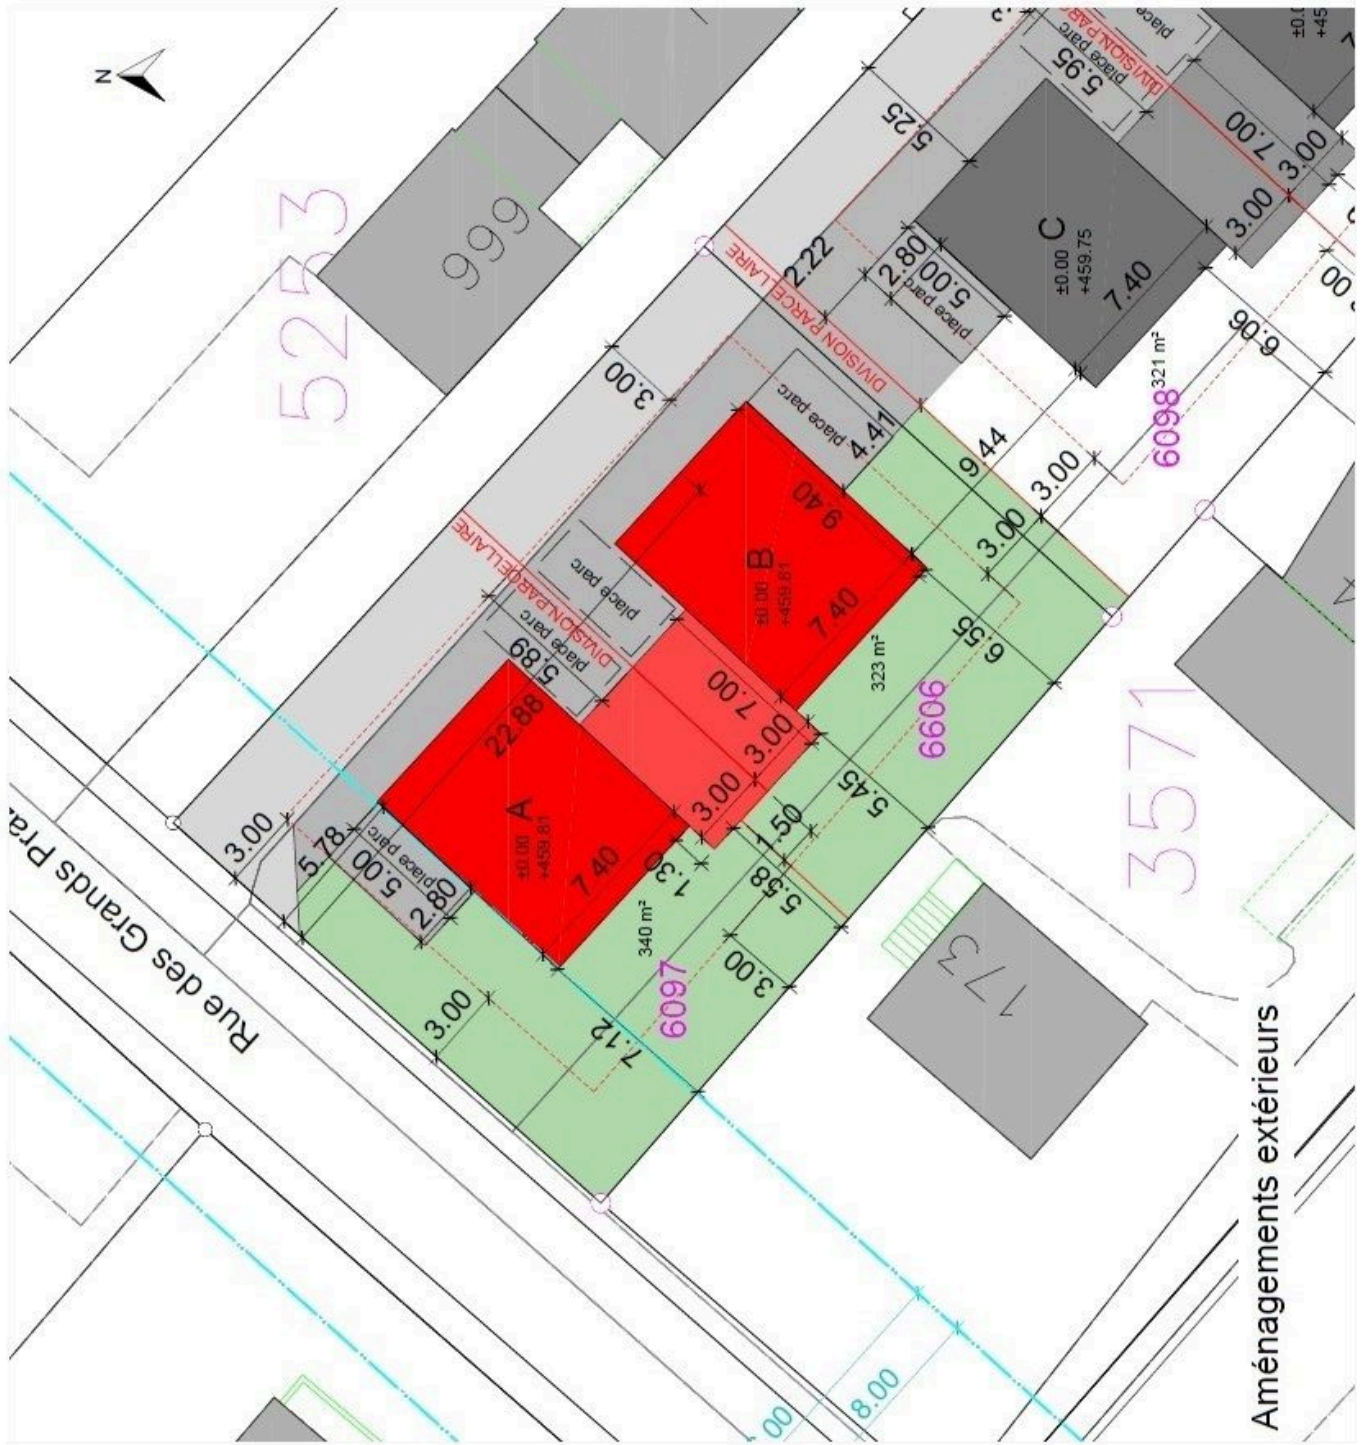 N
5253
999
5.25
5.95
place parc
place parc
DIVISION PARC
7.00
3.00
3.00
DIVISION PARCELLAIRE
2.22
2.80
5.00
place parc
C
±0.00
+459.75
7.40
6.06
321 m²
6098
3.00
place parc
4.41
9.44
3.00
3.00
DIVISION PARCELLAIRE
place parc
place parc
5.89
9.40
B
±0.00
+459.81
7.40
6.55
323 m²
6606
7.00
3.00
3.00
5.45
22.88
A
±0.00
+459.81
7.40
1.30
1.50
5.58
3.00
340 m²
6097
3.00
5.78
5.00
place parc
2.80
3.00
7.12
Rue des Grands Pra
3571
173
8.00
Aménagements extérieurs